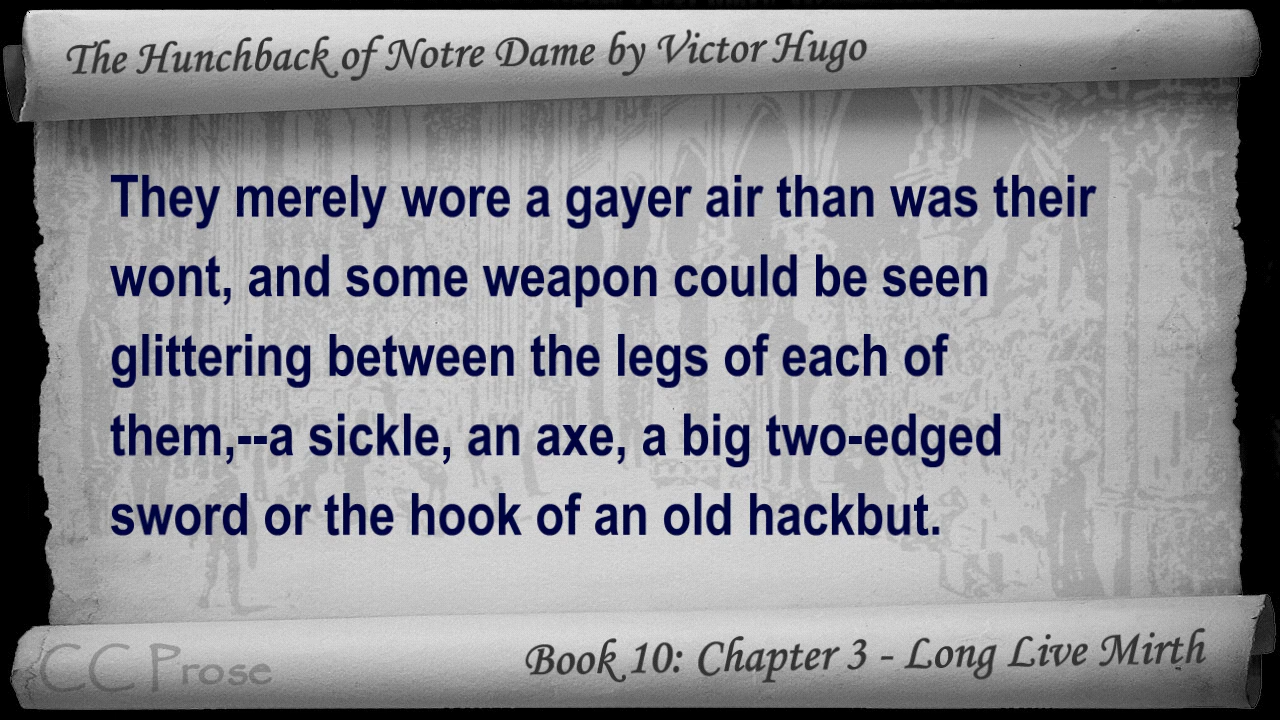 The Hunchback of Notre Dame by Victor Hugo
They merely wore a gayer air than was their
wont, and some weapon could be seen
glittering between the legs of each of
them,--a sickle, an axe, a big two-edged
sword or the hook of an old hackbut.
CC Prose
Book 10: Chapter 3 - Long Live Mirth